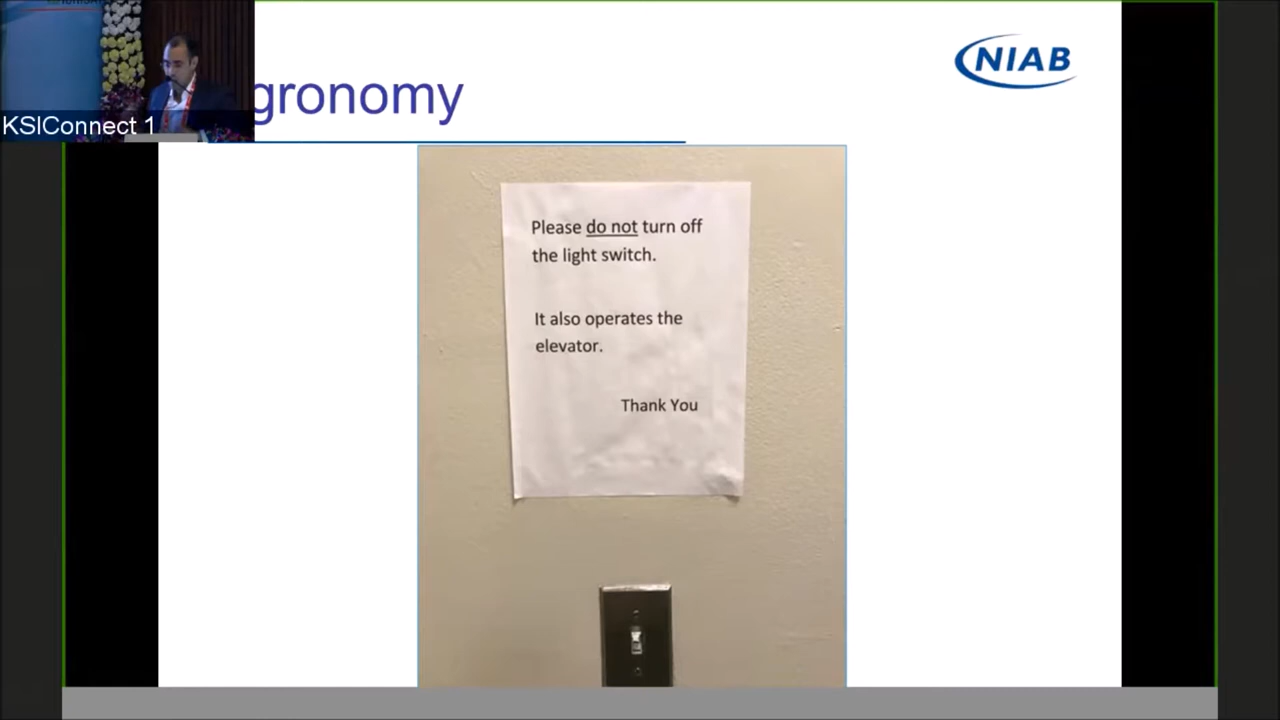 KSIConnect 1
gronomy
NIAB
Please do not turn off
the light switch.
It also operates the
elevator.
Thank You